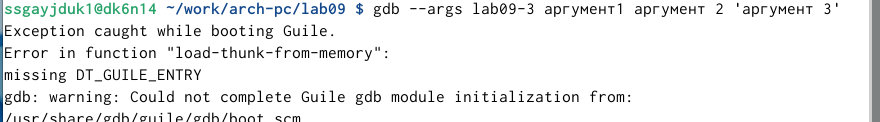 ssgayjduk1@dk6n14 ~/work/arch-pc/lab09 $ gdb --args lab09-3 аргумент1 аргумент 2 'аргумент 3'
Exception caught while booting Guile.
Error in function "load-thunk-from-memory":
missing DT_GUILE_ENTRY
gdb: warning: Could not complete Guile gdb module initialization from:
/usr/share/gdb/guile/gdb/boot.scm